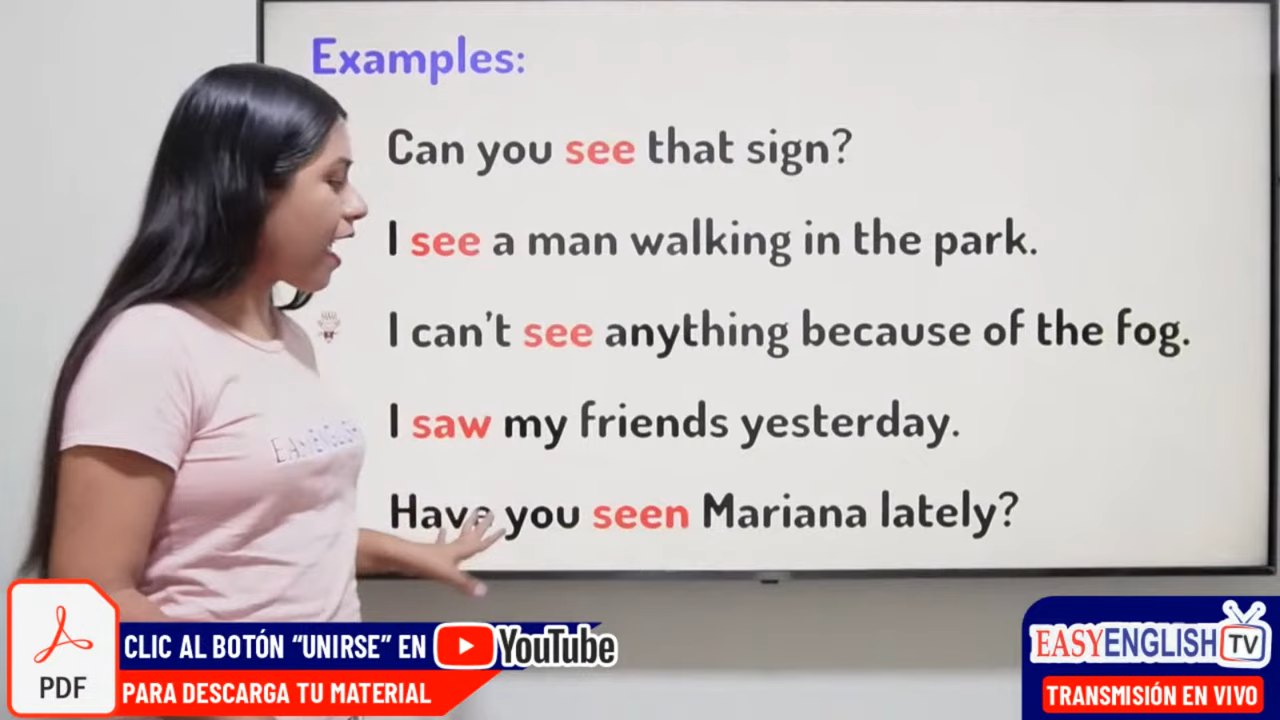 Examples:
Can you see that sign?
I see a man walking in the park.
I can't see anything because of the fog.
I saw my friends yesterday.
Have you seen Mariana lately?
EASYENGLISH
PDF
CLIC AL BOTÓN “UNIRSE” EN YouTube
PARA DESCARGA TU MATERIAL
EASYENGLISH TV
TRANSMISIÓN EN VIVO